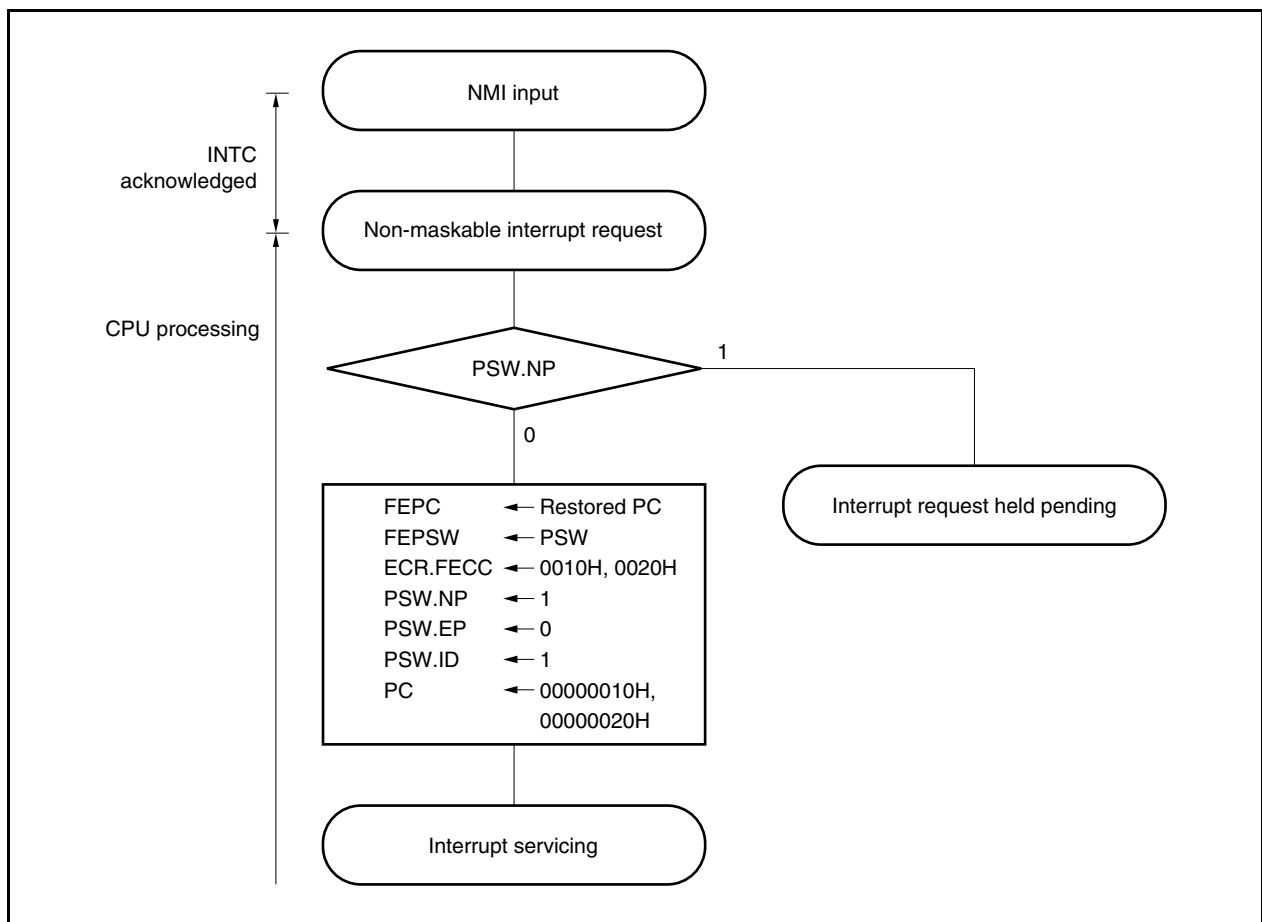 NMI input
INTC
acknowledged
Non-maskable interrupt request
CPU processing
PSW.NP
1
0
FEPC ← Restored PC
FEPSW ← PSW
ECR.FECC ← 0010H, 0020H
PSW.NP ← 1
PSW.EP ← 0
PSW.ID ← 1
PC ← 00000010H,
00000020H
Interrupt request held pending
Interrupt servicing